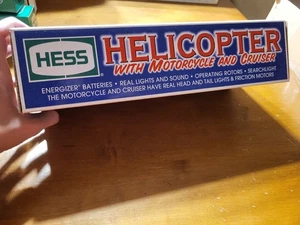 HESS
HELICOPTER
WITH MOTORCYCLE AND CRUISER
ENERGIZER® BATTERIES • REAL LIGHTS AND SOUND • OPERATING ROTORS • SEARCHLIGHT
THE MOTORCYCLE AND CRUISER HAVE REAL HEAD AND TAIL LIGHTS & FRICTION MOTORS